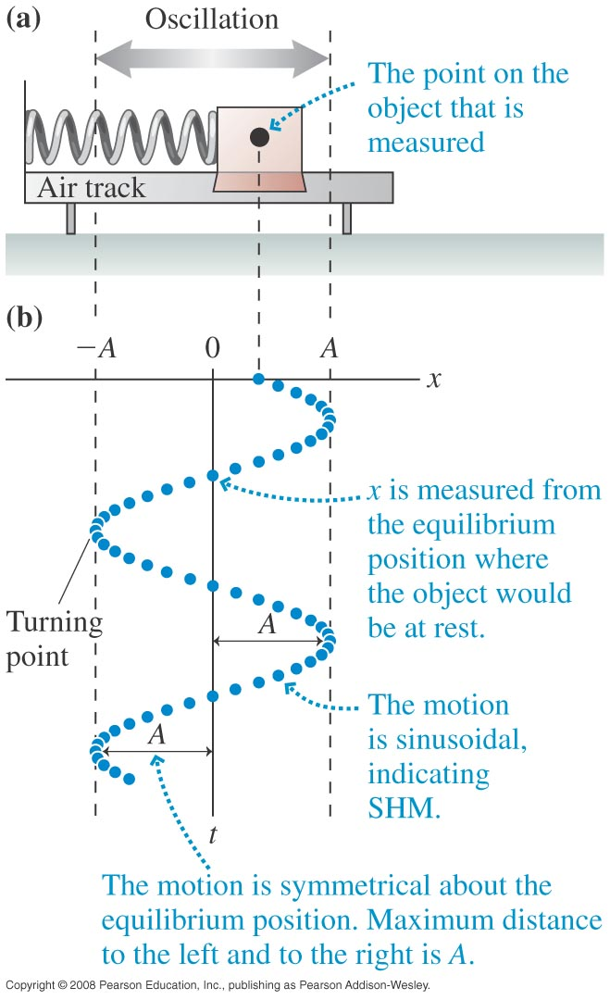 (a)
Oscillation
The point on the
object that is
measured
Air track
(b)
−A
0
A
x
x is measured from
the equilibrium
position where
the object would
be at rest.
Turning
point
A
The motion
is sinusoidal,
indicating
SHM.
A
t
The motion is symmetrical about the
equilibrium position. Maximum distance
to the left and to the right is A.
Copyright © 2008 Pearson Education, Inc., publishing as Pearson Addison-Wesley.